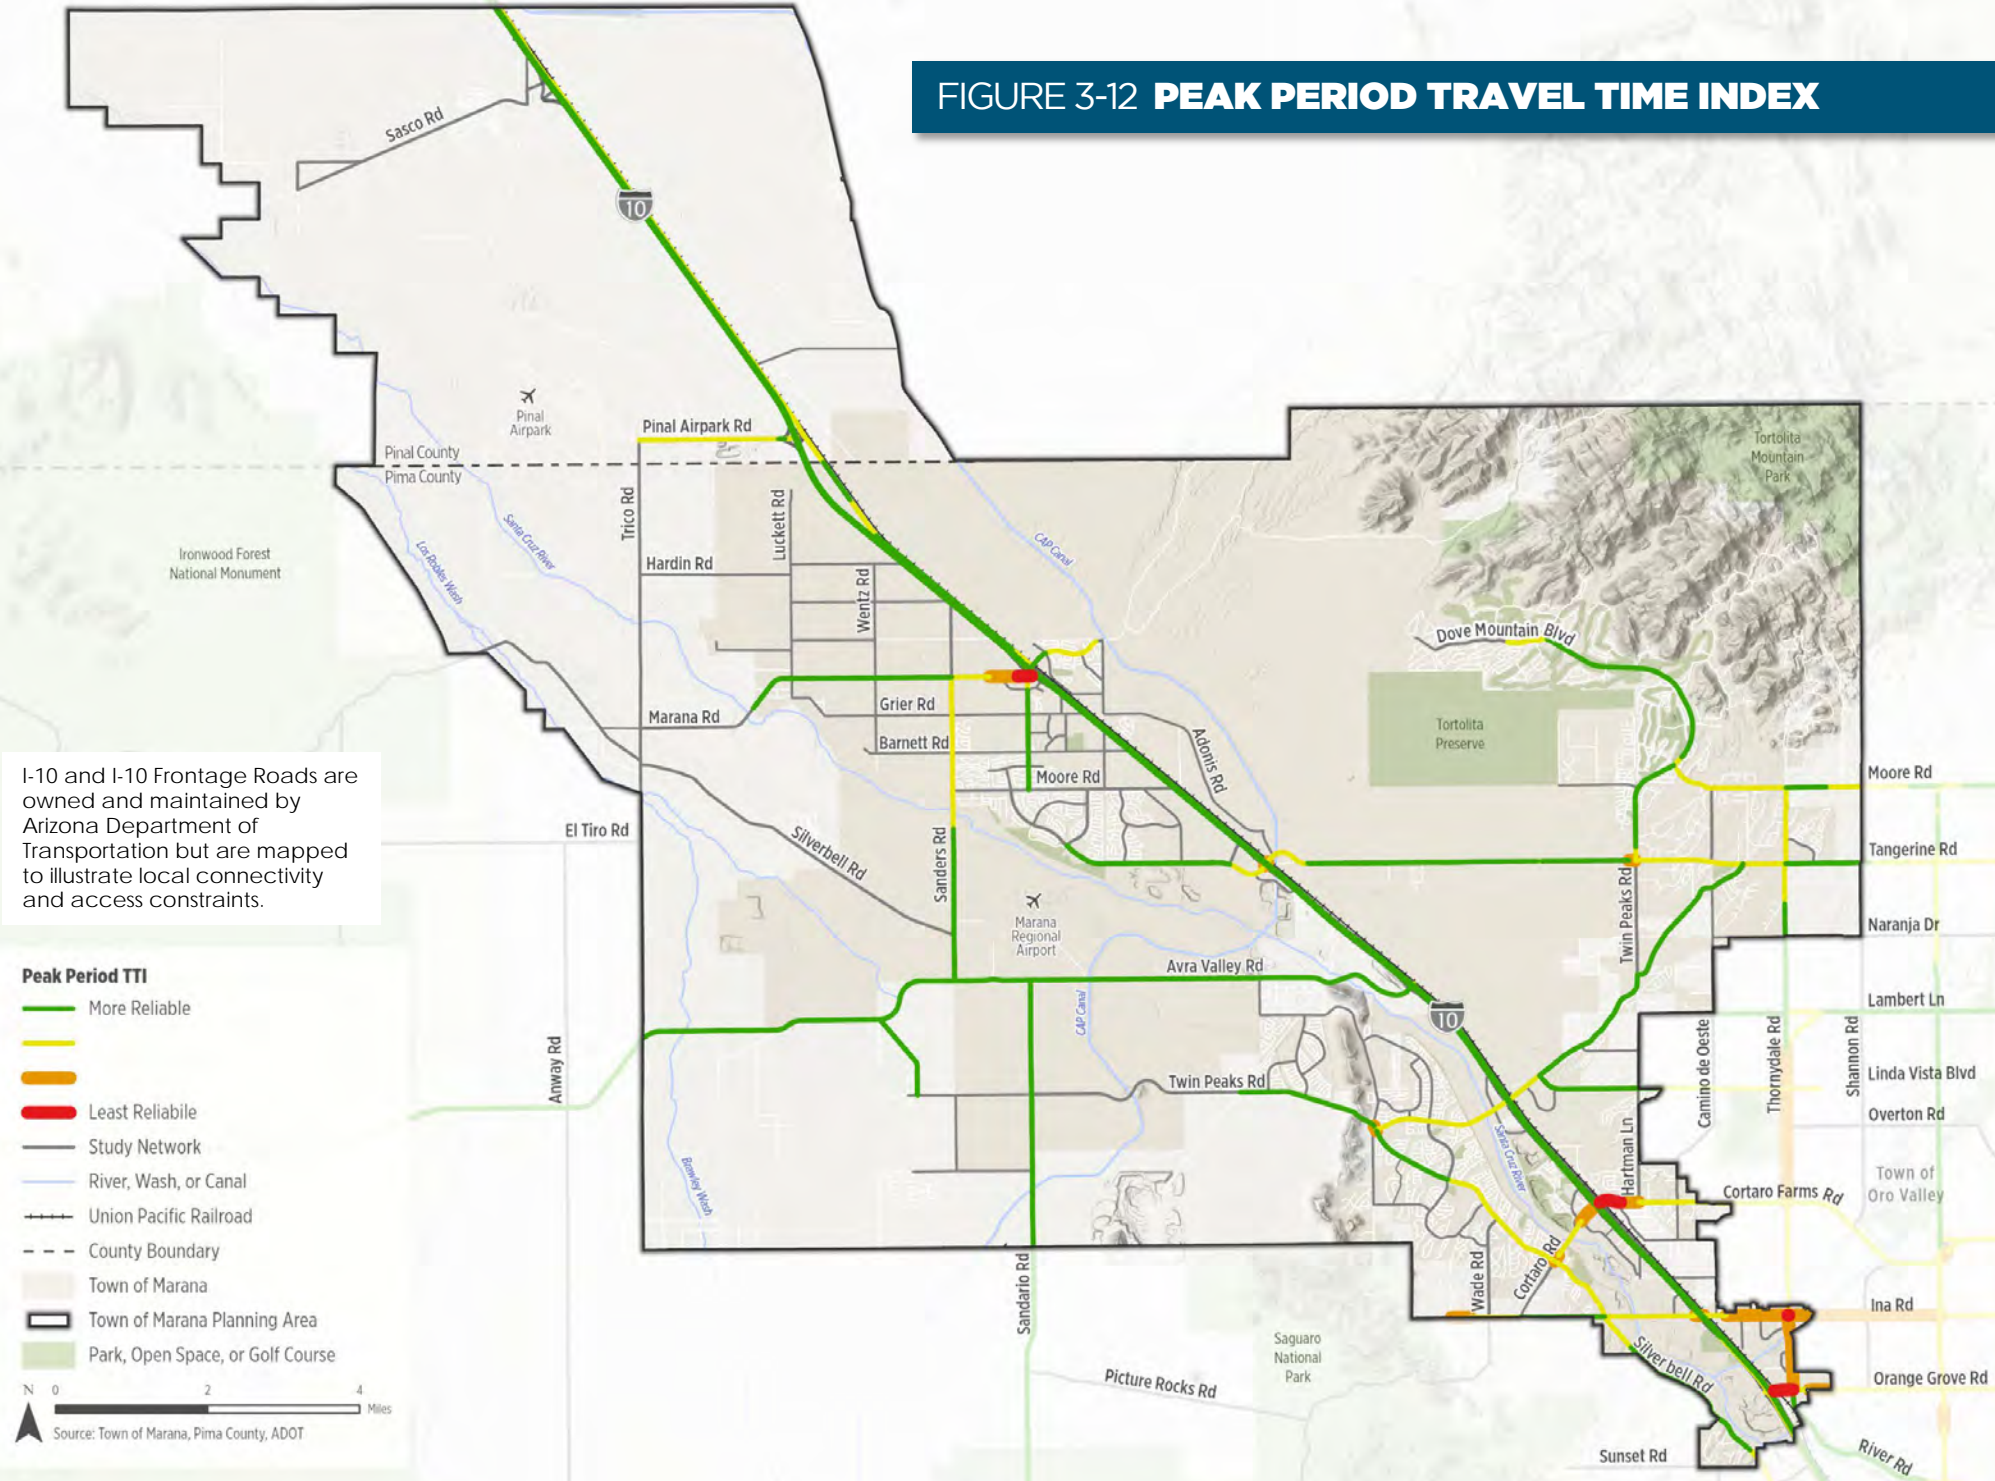 FIGURE 3-12 PEAK PERIOD TRAVEL TIME INDEX
Sasco Rd
10
Pinal
Airpark
Pinal Airpark Rd
Pinal County
Pima County
Tortolita
Mountain
Park
Trico Rd
Luckett Rd
Santa Cruz River
Los Robles Wash
CAP Canal
Ironwood Forest
National Monument
Hardin Rd
Wentz Rd
Dove Mountain Blvd
Grier Rd
Marana Rd
Barnett Rd
Adonis Rd
Tortolita
Preserve
Moore Rd
Moore Rd
I-10 and I-10 Frontage Roads are
owned and maintained by
Arizona Department of
Transportation but are mapped
to illustrate local connectivity
and access constraints.
El Tiro Rd
Silverbell Rd
Sanders Rd
Tangerine Rd
Twin Peaks Rd
Marana
Regional
Airport
Naranja Dr
Avra Valley Rd
CAP Canal
Lambert Ln
10
Anway Rd
Twin Peaks Rd
Camino de Oeste
Thornydale Rd
Shannon Rd
Linda Vista Blvd
Overton Rd
Santa Cruz River
Hartman Ln
Brawley Wash
Town of
Oro Valley
Cortaro Farms Rd
Sandario Rd
Wade Rd
Cortaro Rd
Ina Rd
Saguaro
National
Park
Silverbell Rd
Picture Rocks Rd
Orange Grove Rd
Sunset Rd
River Rd
Peak Period TTI
More Reliable
Least Reliabile
Study Network
River, Wash, or Canal
Union Pacific Railroad
County Boundary
Town of Marana
Town of Marana Planning Area
Park, Open Space, or Golf Course
N 0 2 4
Miles
Source: Town of Marana, Pima County, ADOT